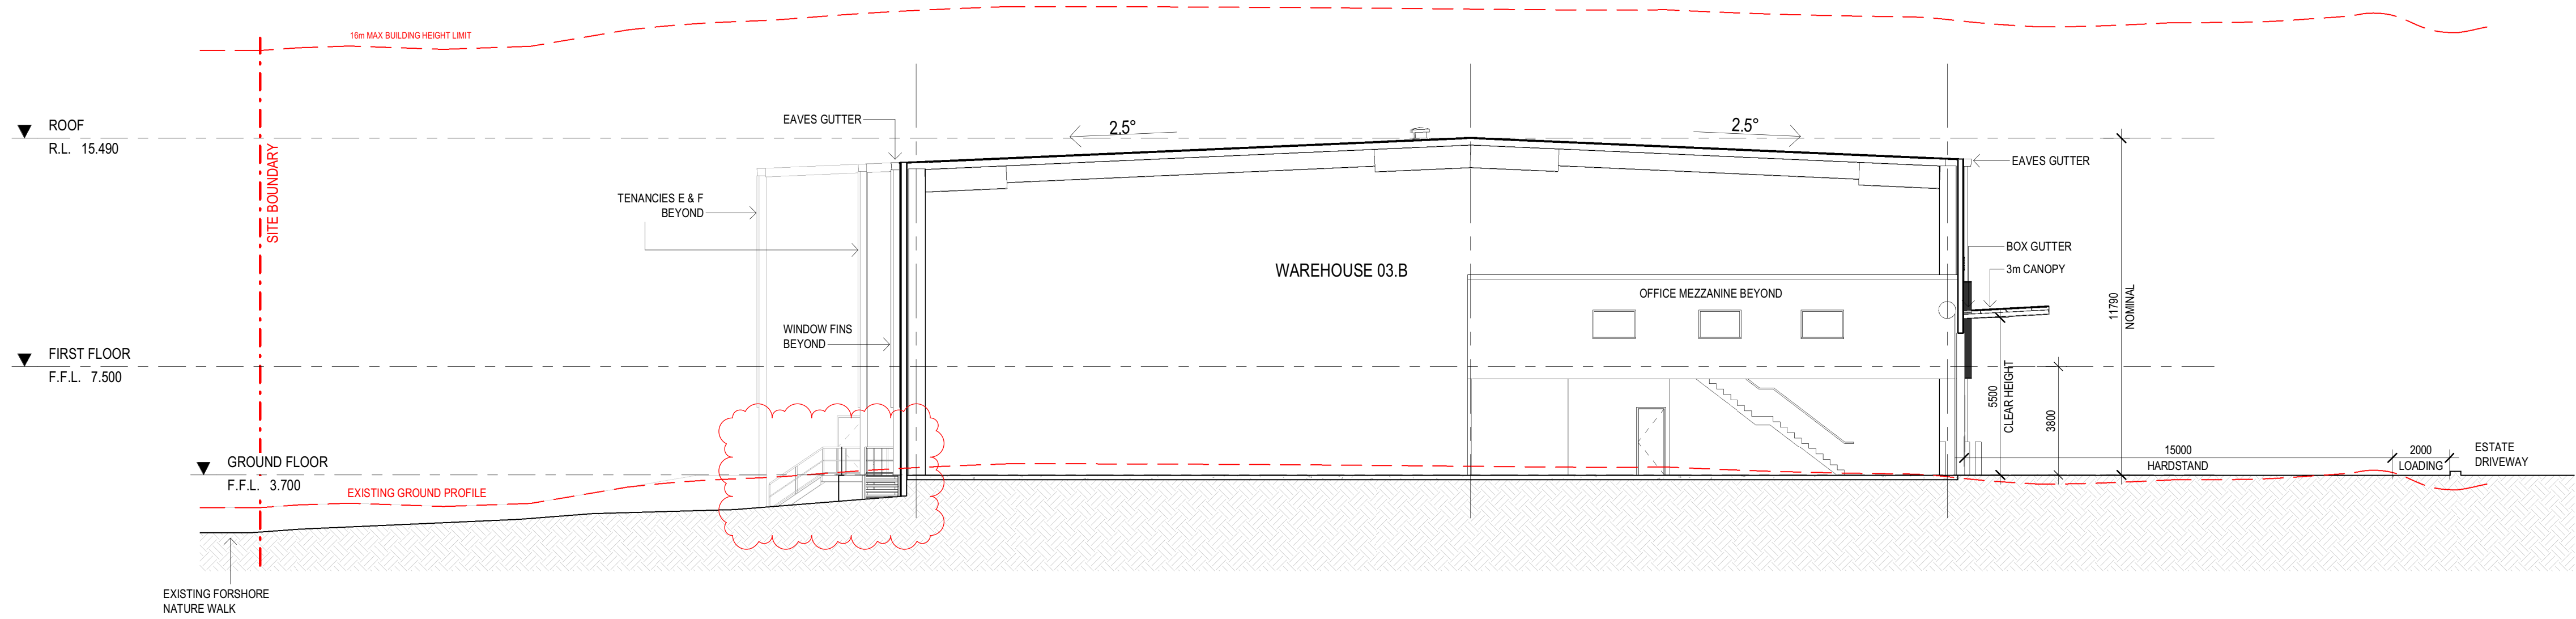 16m MAX BUILDING HEIGHT LIMIT
ROOF
R.L. 15.490
SITE BOUNDARY
EAVES GUTTER
2.5°
2.5°
EAVES GUTTER
TENANCIES E & F
BEYOND
WAREHOUSE 03.B
BOX GUTTER
3m CANOPY
OFFICE MEZZANINE BEYOND
11790
NOMINAL
WINDOW FINS
BEYOND
FIRST FLOOR
F.F.L. 7.500
5500
CLEAR HEIGHT
3800
GROUND FLOOR
F.F.L. 3.700
EXISTING GROUND PROFILE
15000
HARDSTAND
2000
LOADING
ESTATE
DRIVEWAY
EXISTING FORSHORE
NATURE WALK